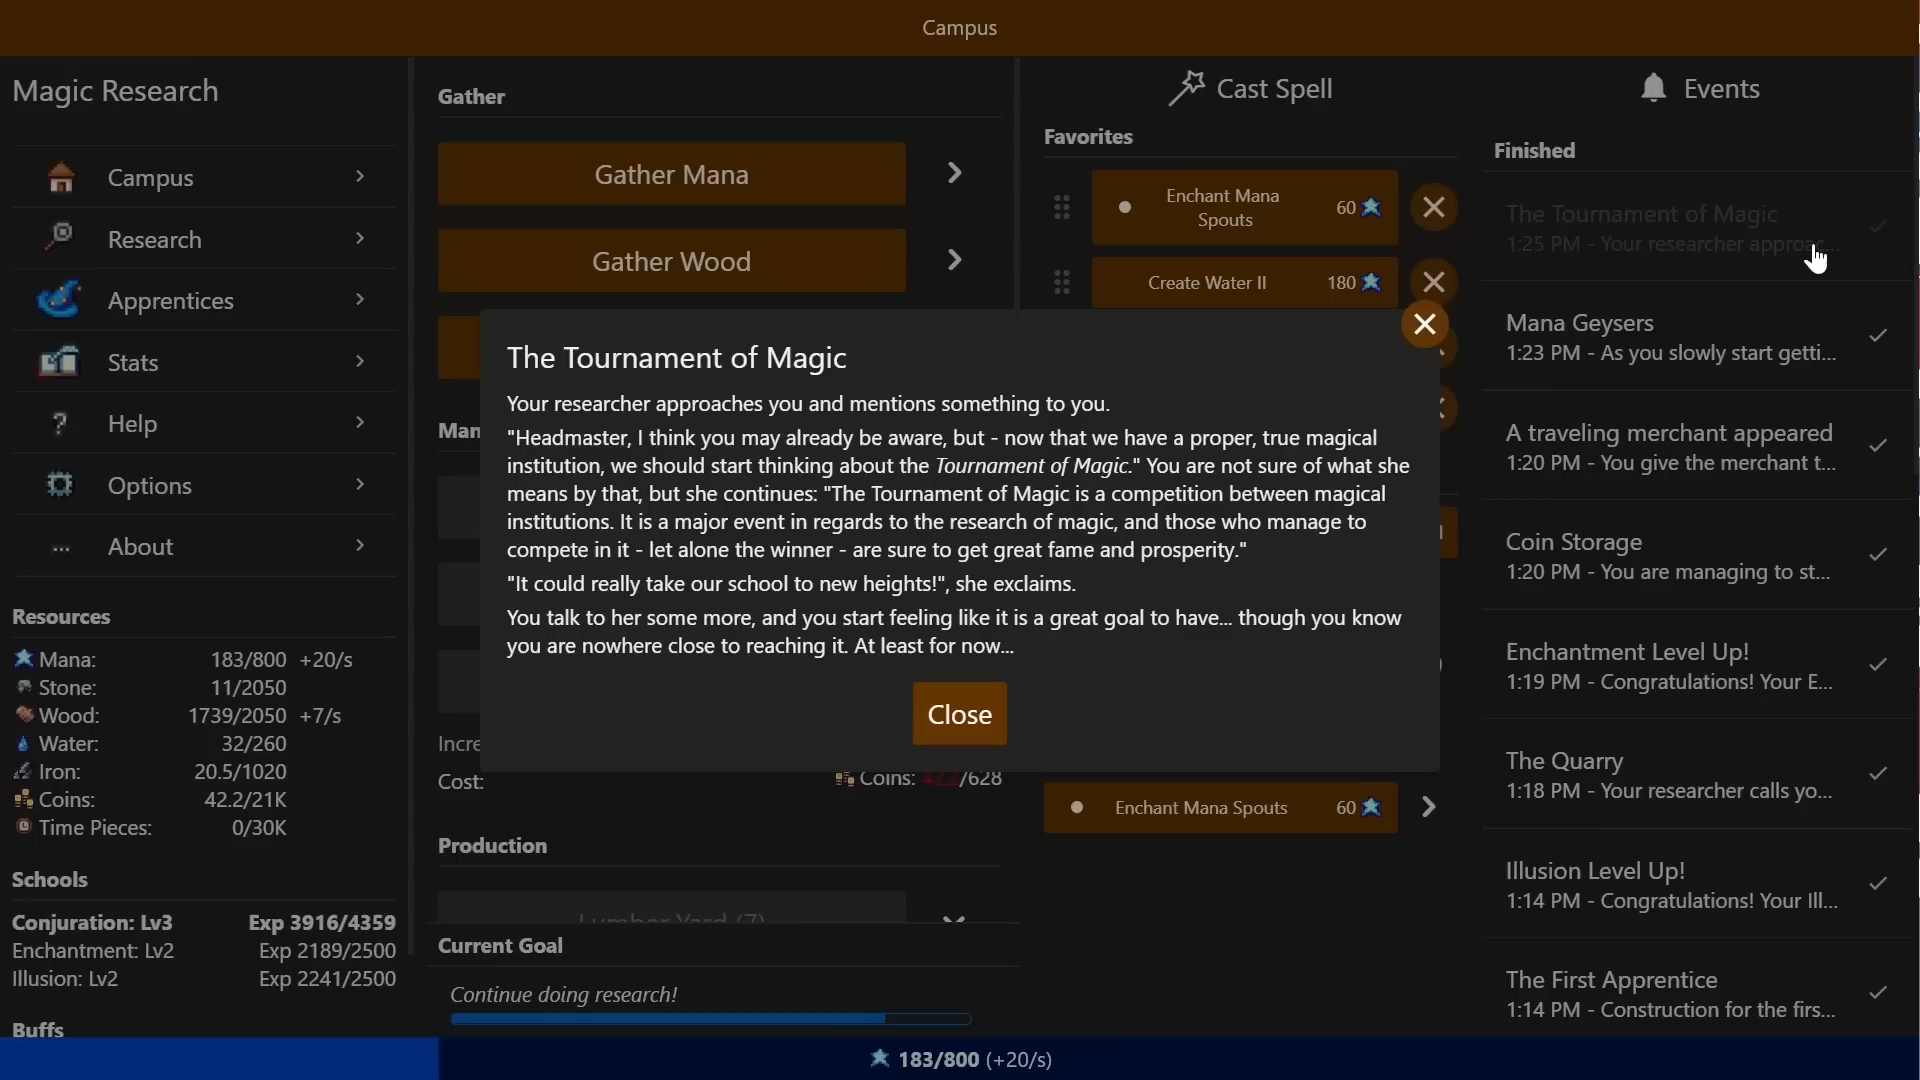 Campus
Magic Research
Campus
Research
Apprentices
Stats
Help
Options
About
Resources
Mana: 183/800 +20/s
Stone: 11/2050
Wood: 1739/2050 +7/s
Water: 32/260
Iron: 20.5/1020
Coins: 42.2/21K
Time Pieces: 0/30K
Schools
Conjuration: Lv3 Exp 3916/4359
Enchantment: Lv2 Exp 2189/2500
Illusion: Lv2 Exp 2241/2500
Buffs
Gather
Gather Mana
Gather Wood
Man
Incre
Cost: Coins: 42.2/628
Production
Lumber Yard (7)
Current Goal
Continue doing research!
Cast Spell
Favorites
Enchant Mana
Spouts
60
Create Water II 180
Enchant Mana Spouts 60
The Tournament of Magic
Your researcher approaches you and mentions something to you.
"Headmaster, I think you may already be aware, but - now that we have a proper, true magical
institution, we should start thinking about the Tournament of Magic." You are not sure of what she
means by that, but she continues: "The Tournament of Magic is a competition between magical
institutions. It is a major event in regards to the research of magic, and those who manage to
compete in it - let alone the winner - are sure to get great fame and prosperity."
"It could really take our school to new heights!", she exclaims.
You talk to her some more, and you start feeling like it is a great goal to have... though you know
you are nowhere close to reaching it. At least for now...
Close
Events
Finished
The Tournament of Magic
1:25 PM - Your researcher approac...
Mana Geysers
1:23 PM - As you slowly start getti...
A traveling merchant appeared
1:20 PM - You give the merchant t...
Coin Storage
1:20 PM - You are managing to st...
Enchantment Level Up!
1:19 PM - Congratulations! Your E...
The Quarry
1:18 PM - Your researcher calls yo...
Illusion Level Up!
1:14 PM - Congratulations! Your Ill...
The First Apprentice
1:14 PM - Construction for the firs...
183/800 (+20/s)